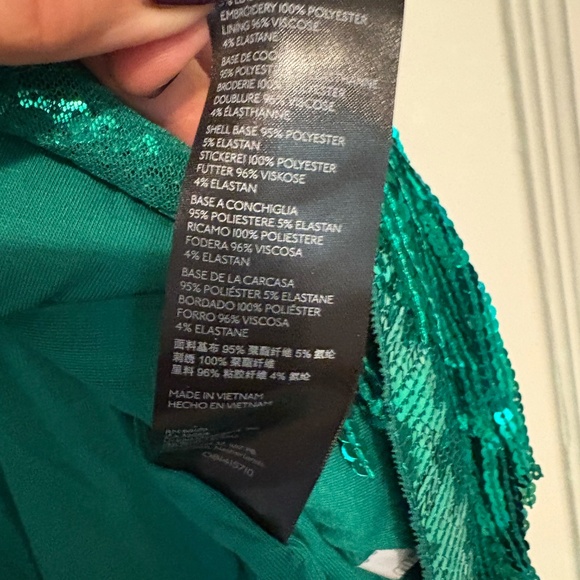 EMBROIDERY 100% POLYESTER
LINING 96% VISCOSE
4% ELASTANE
BASE DE
95% POLYEST
BRODERIE 100%
DOUBLURE 96% VISCOSE
4% ELASTHANNE
SHELL BASE 95% POLYESTER
5% ELASTAN
STICKEREI 100% POLYESTER
FUTTER 96% VISKOSE
4% ELASTAN
BASE A CONCHIGLIA
95% POLIESTERE 5% ELASTAN
RICAMO 100% POLIESTERE
FODERA 96% VISCOSA
4% ELASTAN
BASE DE LA CARCASA
95% POLIÉSTER 5% ELASTANE
BORDADO 100% POLIÉSTER
FORRO 96% VISCOSA
4% ELASTANE
面料基布 95% 聚酯纤维 5% 氨纶
刺绣 100% 聚酯纤维
里料 96% 粘胶纤维 4% 氨纶
MADE IN VIETNAM
HECHO EN VIETNAM